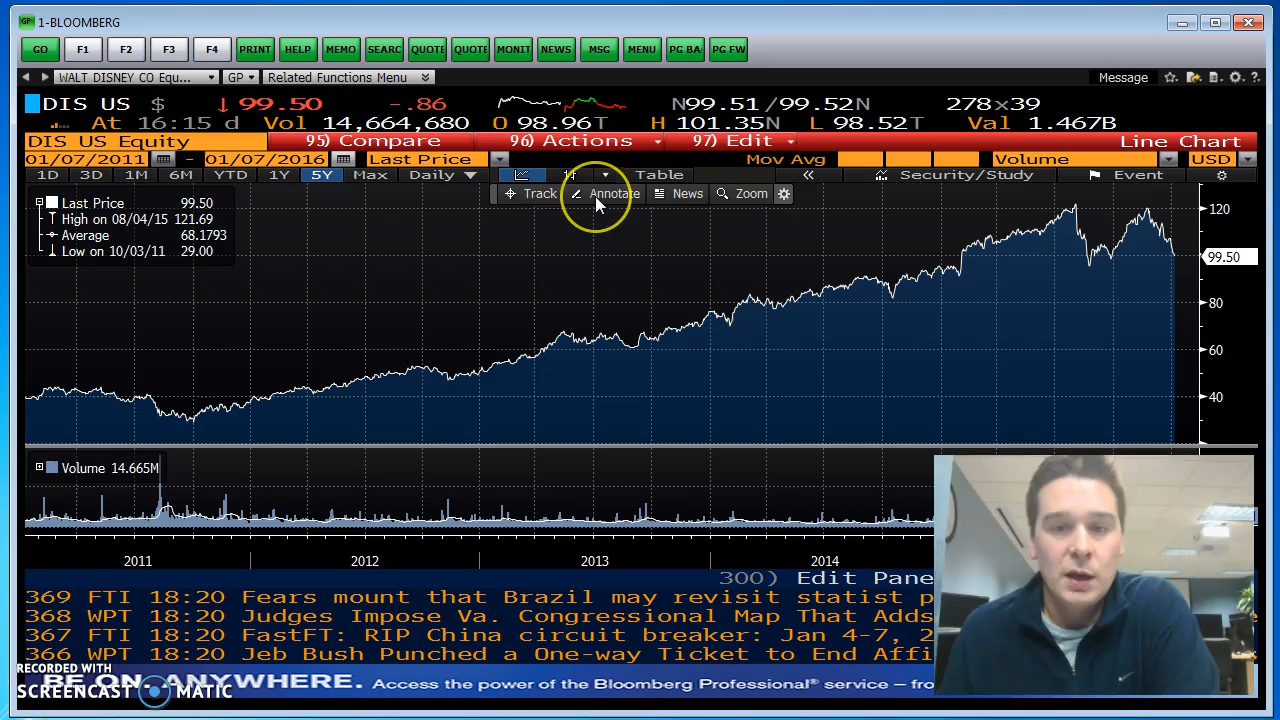 GP 1-BLOOMBERG
GO F1 F2 F3 F4 PRINT HELP MEMO SEARC QUOTE QUOTE MONIT NEWS MSG MENU PG BA PG FW
WALT DISNEY CO Equ... GP Related Functions Menu Message
DIS US $ ↓ 99.50 -.86 N99.51/99.52N 278x39
At 16:15 d Vol 14,664,680 O 98.96T H 101.35N L 98.52T Val 1.467B
DIS US Equity 95) Compare 96) Actions 97) Edit Line Chart
01/07/2011 - 01/07/2016 Last Price Mov Avg Volume USD
1D 3D 1M 6M YTD 1Y 5Y Max Daily Table « Security/Study Event
Track Annotate News Zoom
Last Price 99.50
High on 08/04/15 121.69
Average 68.1793
Low on 10/03/11 29.00
120
99.50
80
60
40
Volume 14.665M
2011 2012 2013 2014
300) Edit Pane
369 FTI 18:20 Fears mount that Brazil may revisit statist p
368 WPT 18:20 Judges Impose Va. Congressional Map That Adds
367 FTI 18:20 FastFT: RIP China circuit breaker: Jan 4-7, 2
366 WPT 18:20 Jeb Bush Punched a One-way Ticket to End Affi
BE ON ANYWHERE. Access the power of the Bloomberg Professional® service – fro
RECORDED WITH
SCREENCAST MATIC